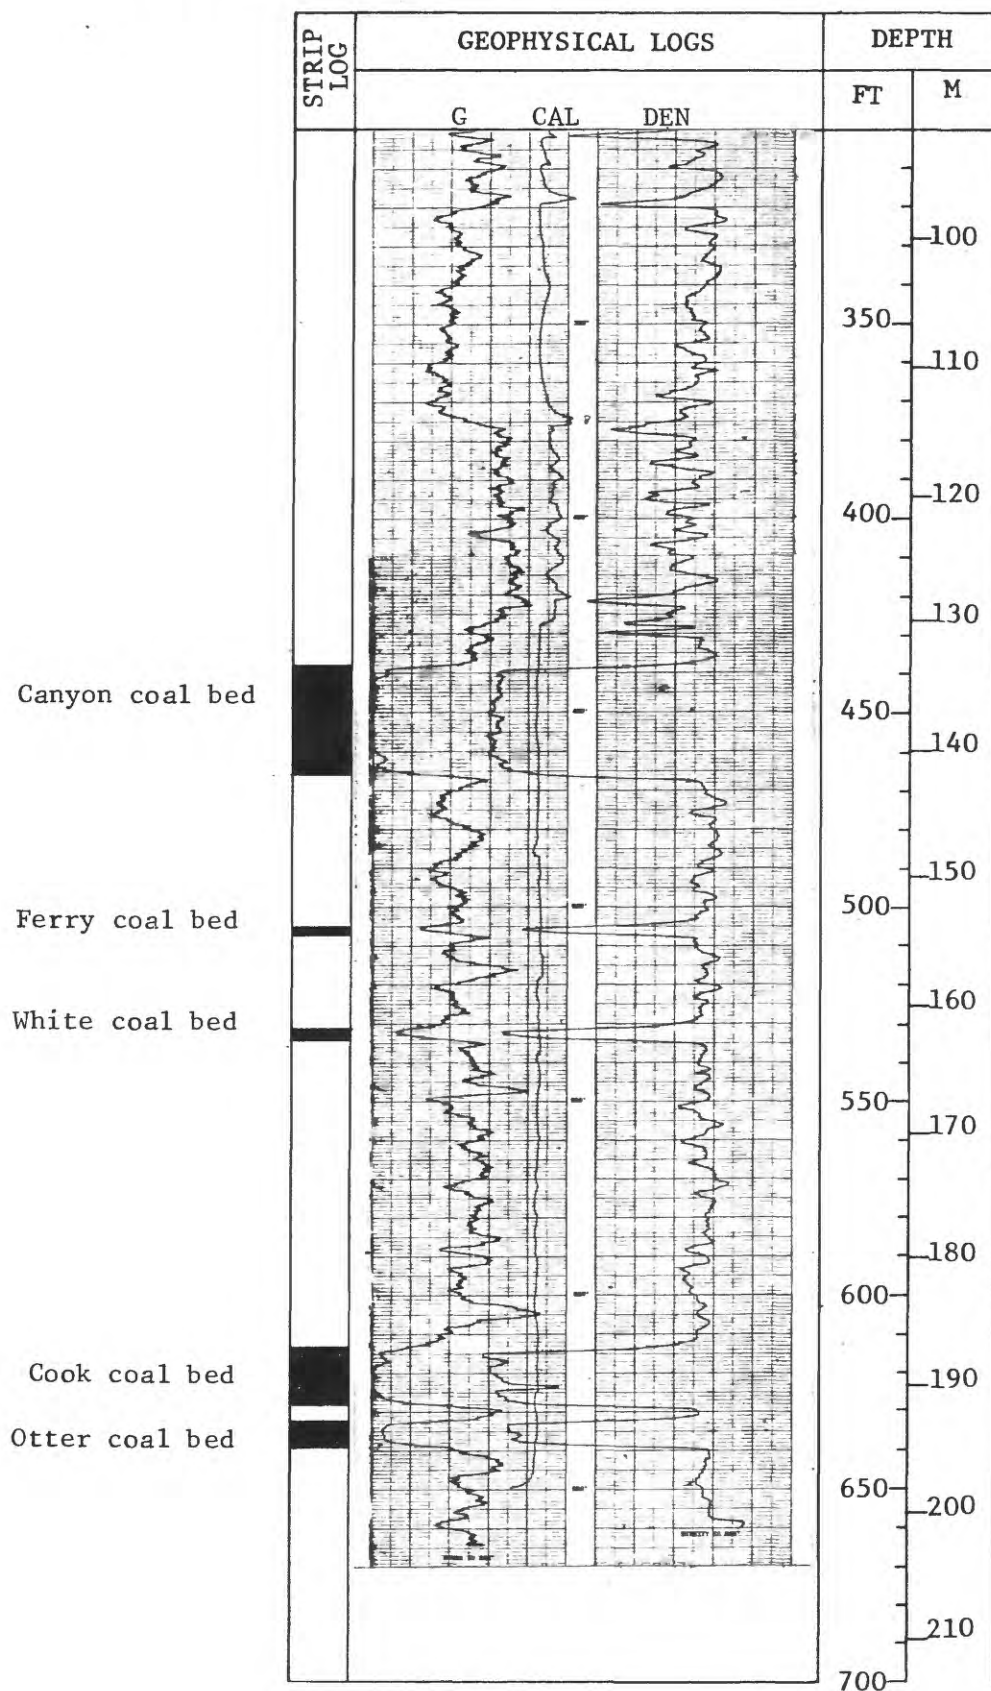 STRIP LOG
GEOPHYSICAL LOGS
DEPTH
FT
M
G
CAL
DEN
100
350
110
120
400
130
Canyon coal bed
450
140
150
Ferry coal bed
500
160
White coal bed
550
170
180
600
Cook coal bed
190
Otter coal bed
650
200
210
700